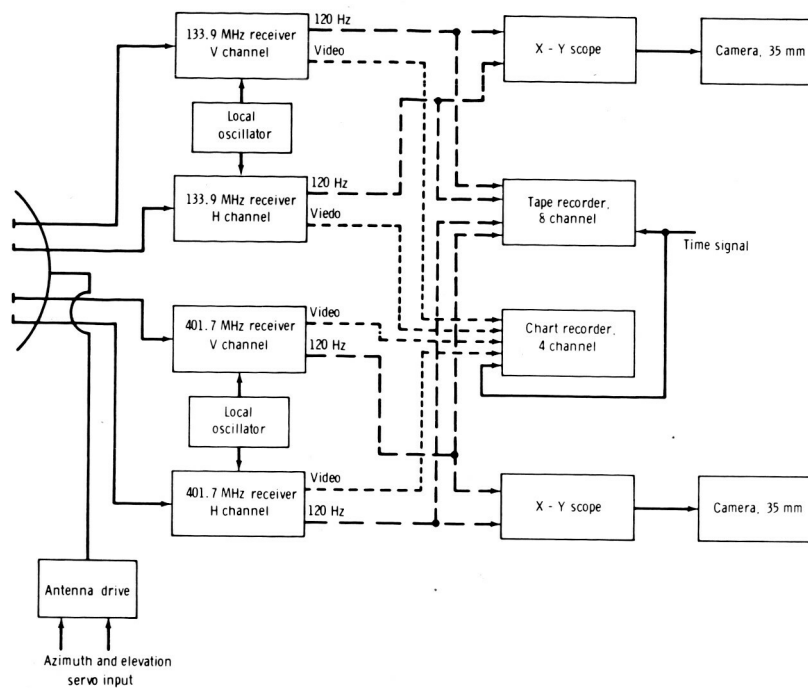 133.9 MHz receiver
V channel
120 Hz
Video
X - Y scope
Camera, 35 mm
Local
oscillator
133.9 MHz receiver
H channel
120 Hz
Viedo
Tape recorder,
8 channel
Time signal
401.7 MHz receiver
V channel
Video
120 Hz
Chart recorder,
4 channel
Local
oscillator
401.7 MHz receiver
H channel
Video
120 Hz
X - Y scope
Camera, 35 mm
Antenna drive
Azimuth and elevation
servo input